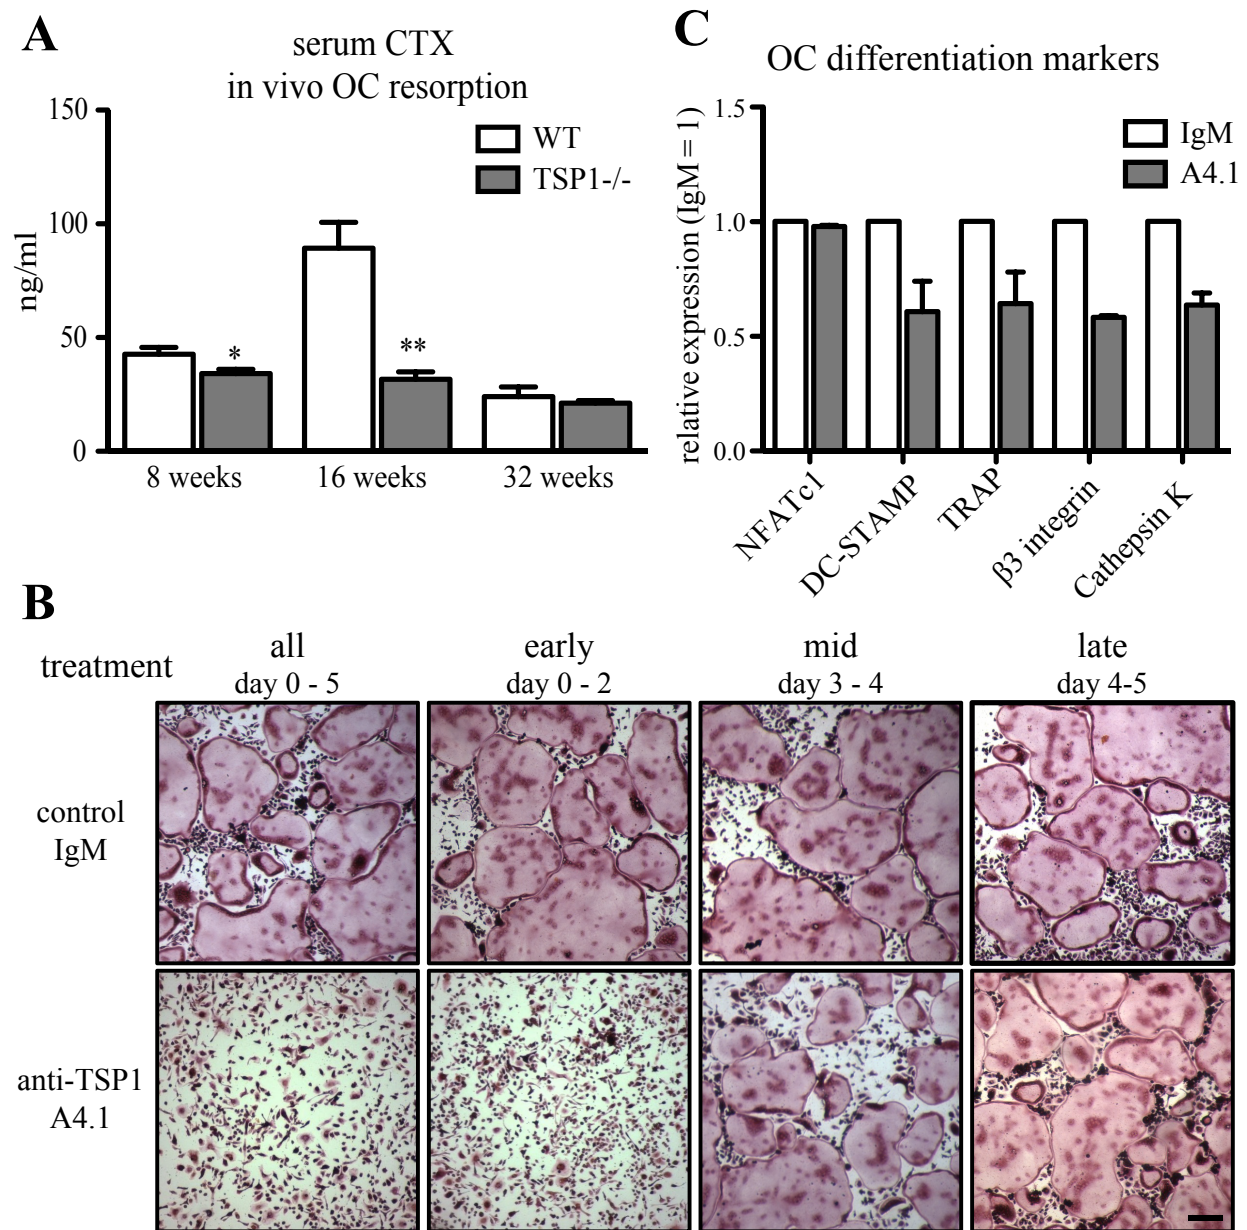 A
serum CTX
in vivo OC resorption
150
100
50
0
ng/ml
WT
TSP1-/-
*
**
8 weeks
16 weeks
32 weeks
C
OC differentiation markers
1.5
1.0
0.5
0.0
relative expression (IgM = 1)
IgM
A4.1
NFATc1
DC-STAMP
TRAP
β3 integrin
Cathepsin K
B
treatment
all
day 0 - 5
early
day 0 - 2
mid
day 3 - 4
late
day 4-5
control
IgM
anti-TSP1
A4.1